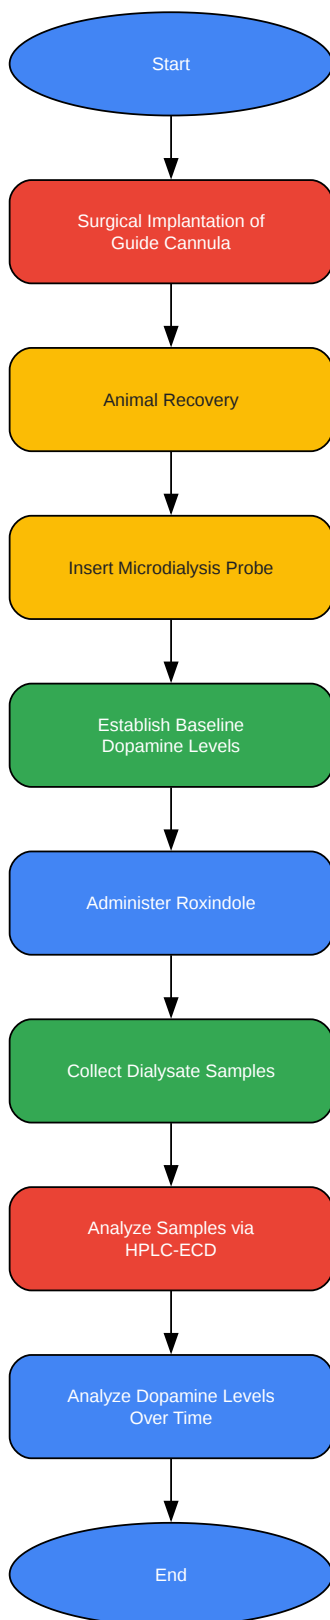 Start
Surgical Implantation of
Guide Cannula
Animal Recovery
Insert Microdialysis Probe
Establish Baseline
Dopamine Levels
Administer Roxindole
Collect Dialysate Samples
Analyze Samples via
HPLC-ECD
Analyze Dopamine Levels
Over Time
End